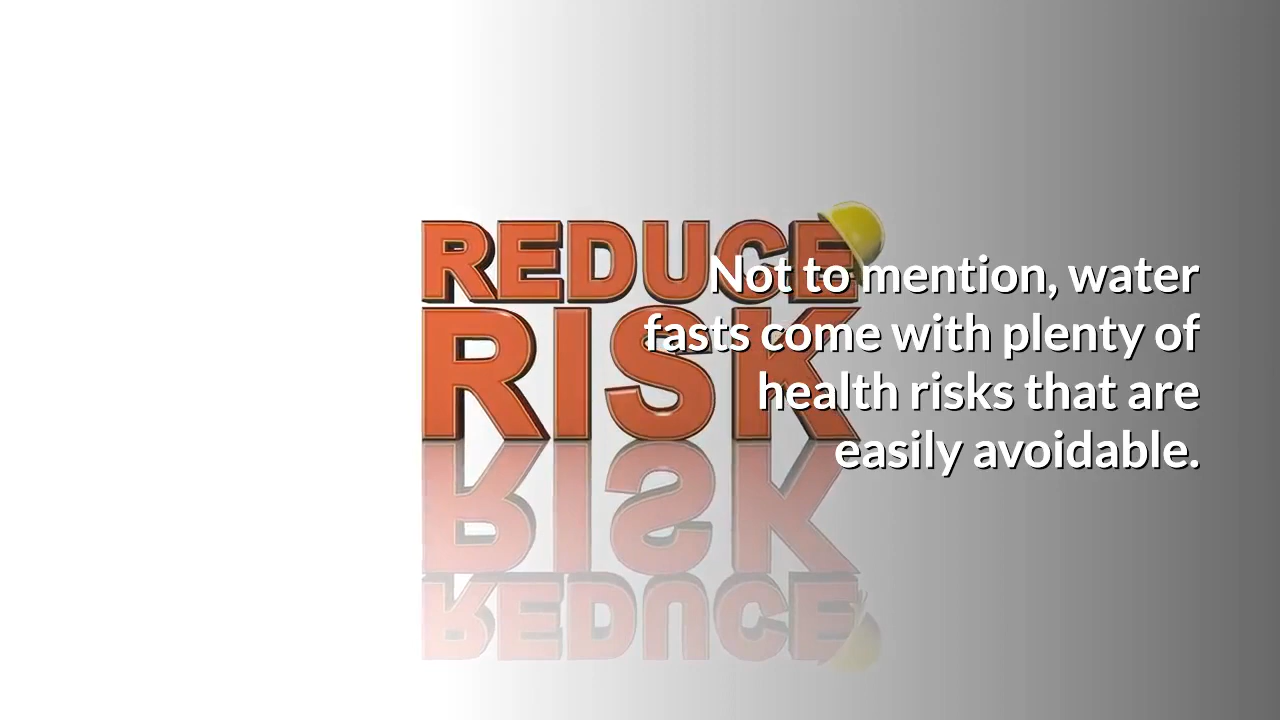 REDUCE
RISK
Not to mention, water
fasts come with plenty of
health risks that are
easily avoidable.